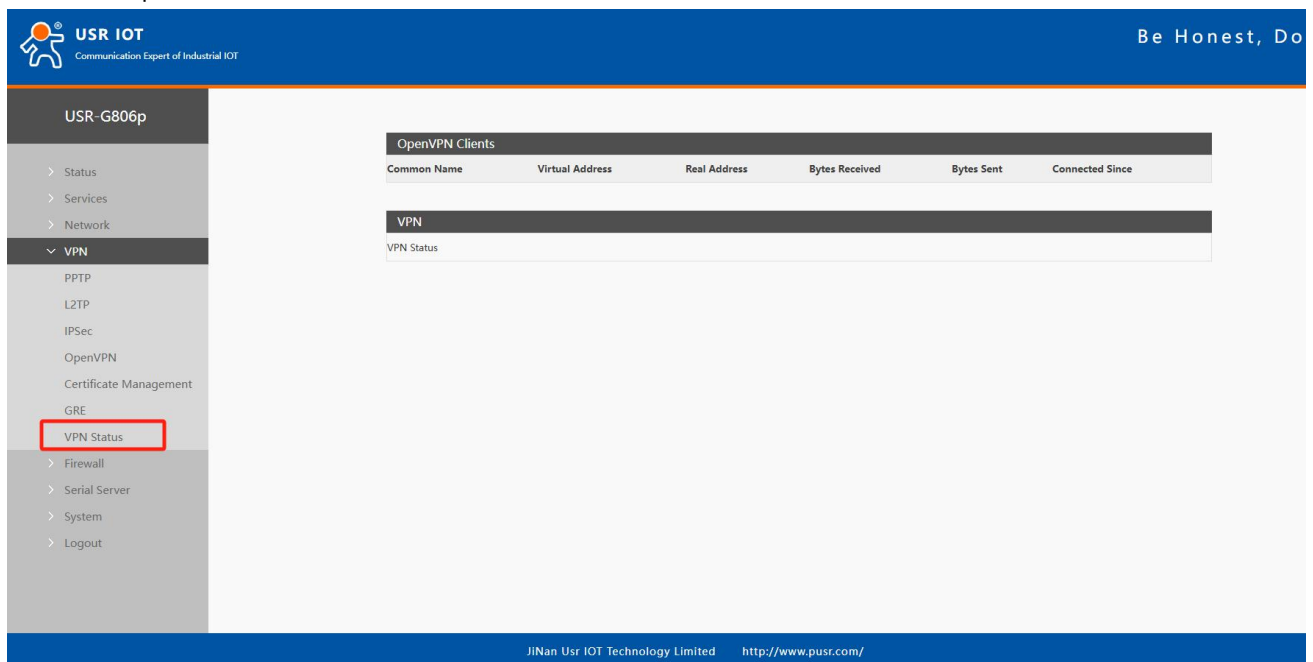 USR IOT
Communication Expert of Industrial IOT
Be Honest, Do
USR-G806p
Status
Services
Network
VPN
PPTP
L2TP
IPSec
OpenVPN
Certificate Management
GRE
VPN Status
Firewall
Serial Server
System
Logout
OpenVPN Clients
Common Name Virtual Address Real Address Bytes Received Bytes Sent Connected Since
VPN
VPN Status
JiNan Usr IOT Technology Limited http://www.pusr.com/